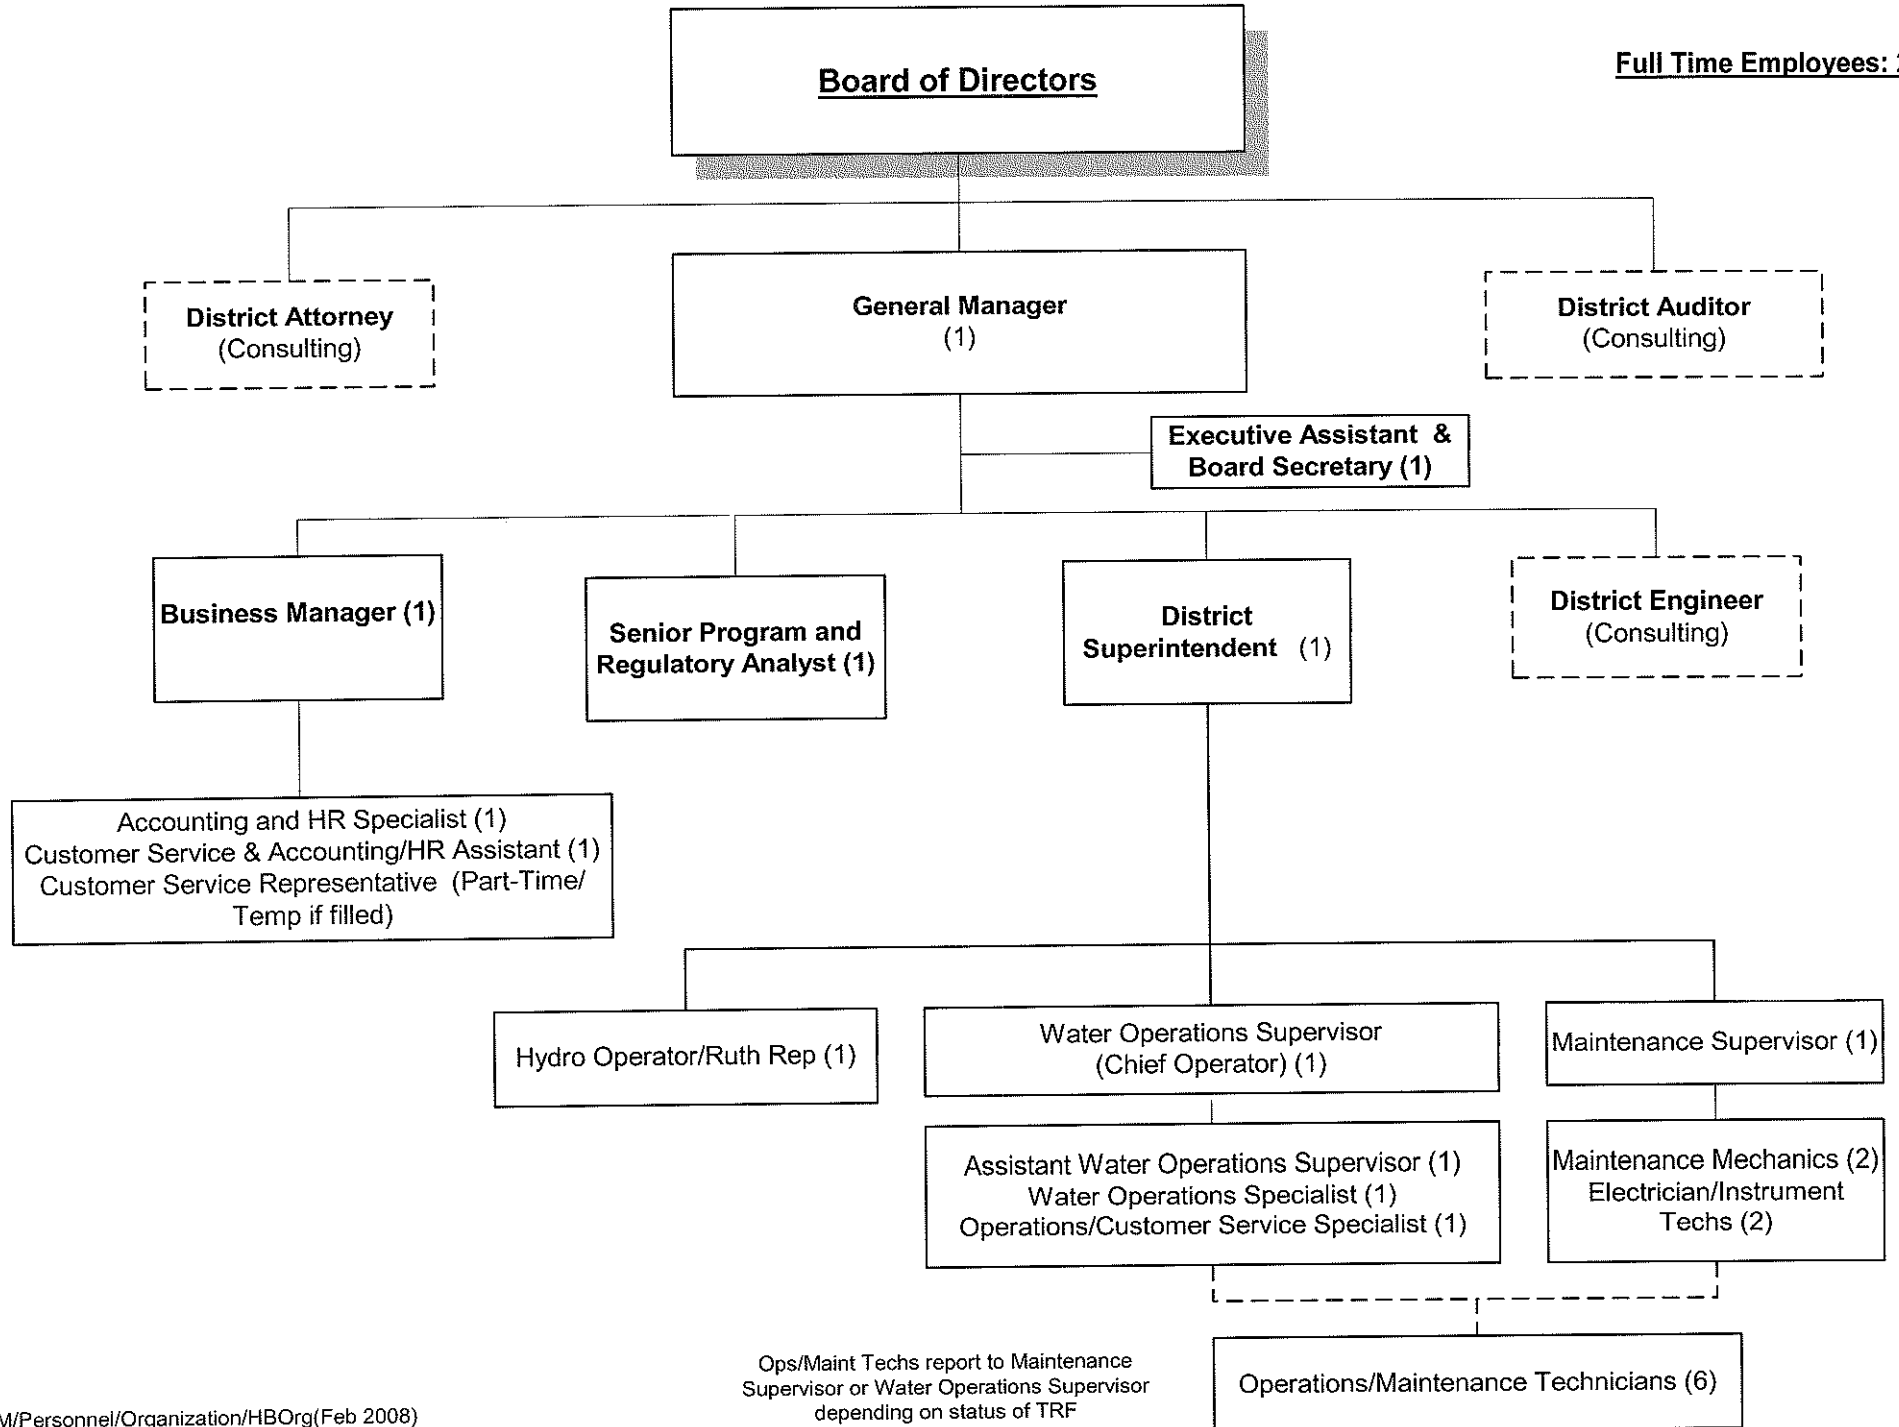 Board of Directors
Full Time Employees:
District Attorney
(Consulting)
General Manager
(1)
District Auditor
(Consulting)
Executive Assistant &
Board Secretary (1)
Business Manager (1)
Senior Program and
Regulatory Analyst (1)
District
Superintendent (1)
District Engineer
(Consulting)
Accounting and HR Specialist (1)
Customer Service & Accounting/HR Assistant (1)
Customer Service Representative (Part-Time/
Temp if filled)
Hydro Operator/Ruth Rep (1)
Water Operations Supervisor
(Chief Operator) (1)
Maintenance Supervisor (1)
Assistant Water Operations Supervisor (1)
Water Operations Specialist (1)
Operations/Customer Service Specialist (1)
Maintenance Mechanics (2)
Electrician/Instrument
Techs (2)
Ops/Maint Techs report to Maintenance
Supervisor or Water Operations Supervisor
depending on status of TRF
Operations/Maintenance Technicians (6)
M/Personnel/Organization/HBOrg(Feb 2008)